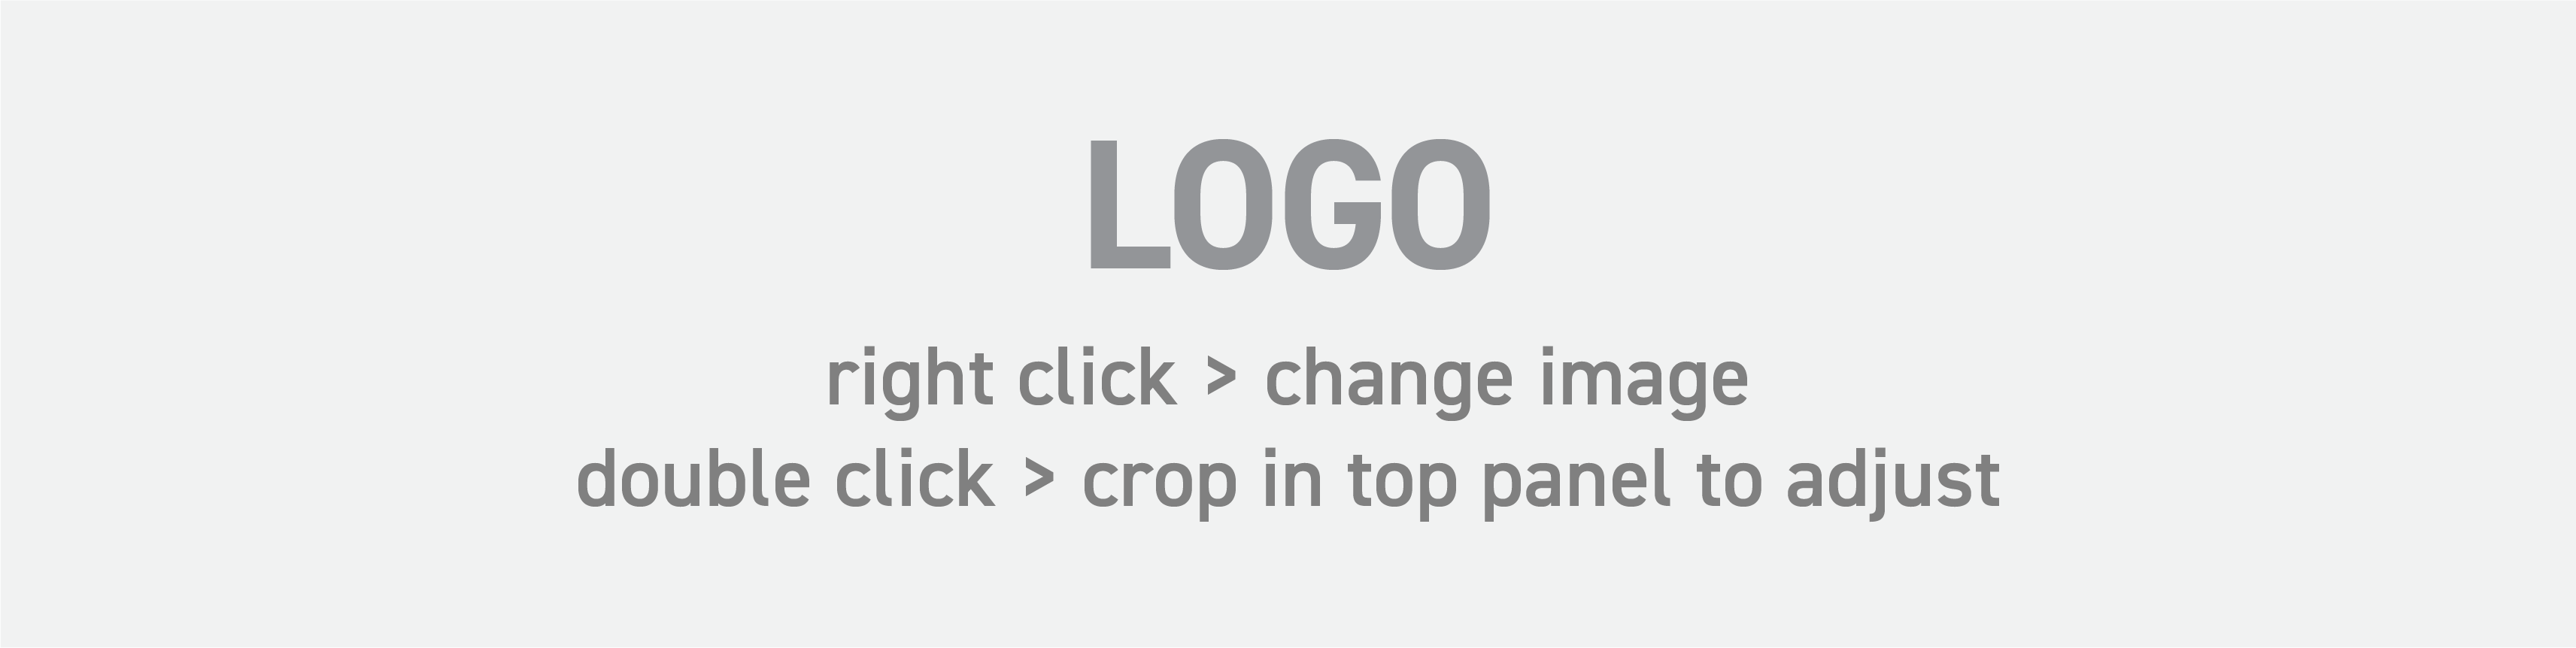 LOGO
right click > change image
double click > crop in top panel to adjust